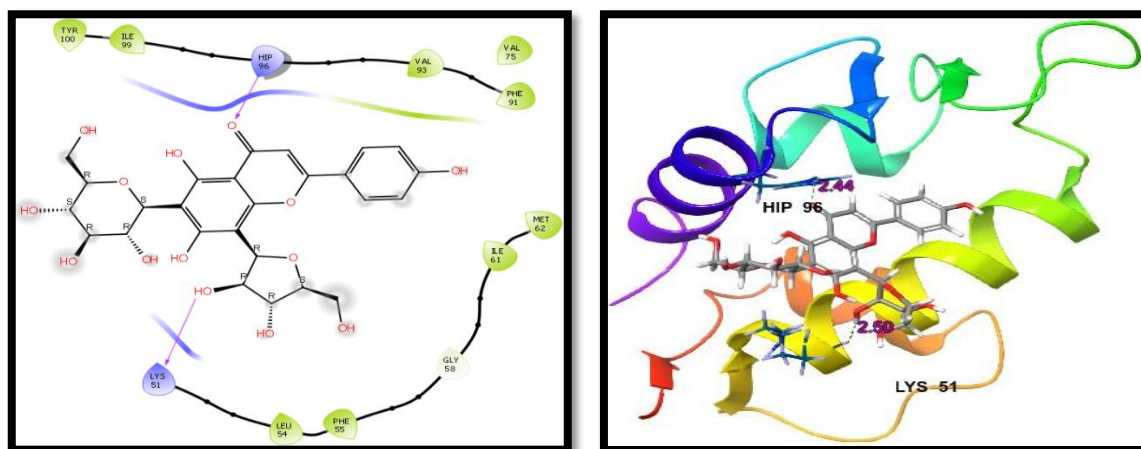 TYR
100
ILE
99
HIP
96
VAL
93
VAL
75
PHE
91
O
OH
OH
O
OH
HO
R
O
S
S
R
R
HO
OH
OH
OH
O
R
O
HO
R
R
S
HO
OH
MET
62
ILE
61
GLY
58
PHE
55
LEU
54
LYS
51
2.44
HIP 96
2.50
LYS 51